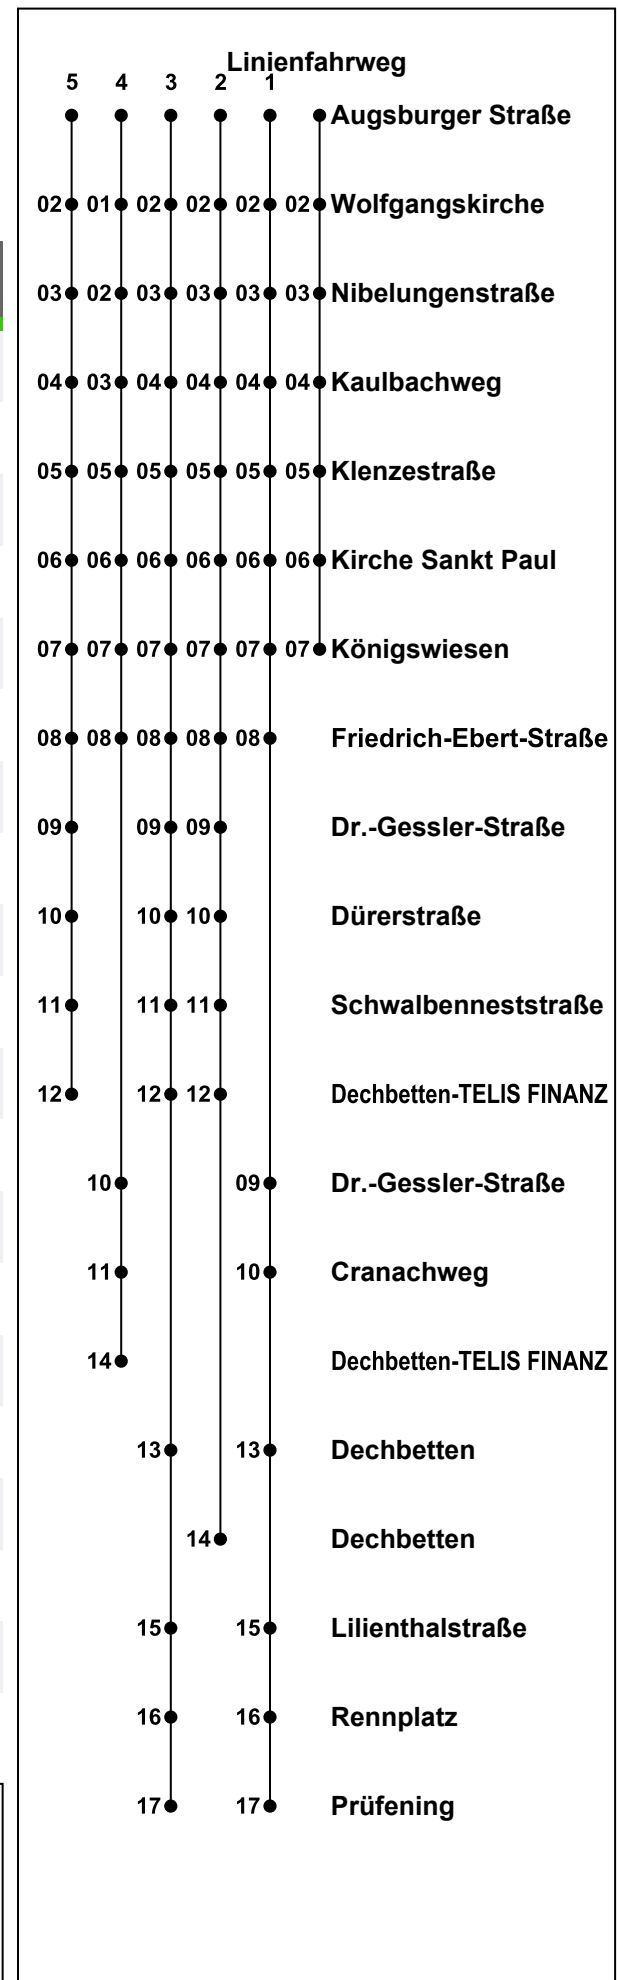 Linienfahrweg
5 4 3 2 1
Augsburger Straße
02 01 02 02 02 02 Wolfgangskirche
03 02 03 03 03 03 Nibelungenstraße
04 03 04 04 04 04 Kaulbachweg
05 05 05 05 05 05 Klenzestraße
06 06 06 06 06 06 Kirche Sankt Paul
07 07 07 07 07 07 Königswiesen
08 08 08 08 08 Friedrich-Ebert-Straße
09 09 09 Dr.-Gessler-Straße
10 10 10 Dürerstraße
11 11 11 Schwalbenneststraße
12 12 12 Dechbetten-TELIS FINANZ
10 09 Dr.-Gessler-Straße
11 10 Cranachweg
14 Dechbetten-TELIS FINANZ
13 13 Dechbetten
14 Dechbetten
15 15 Lilienthalstraße
16 16 Rennplatz
17 17 Prüfening